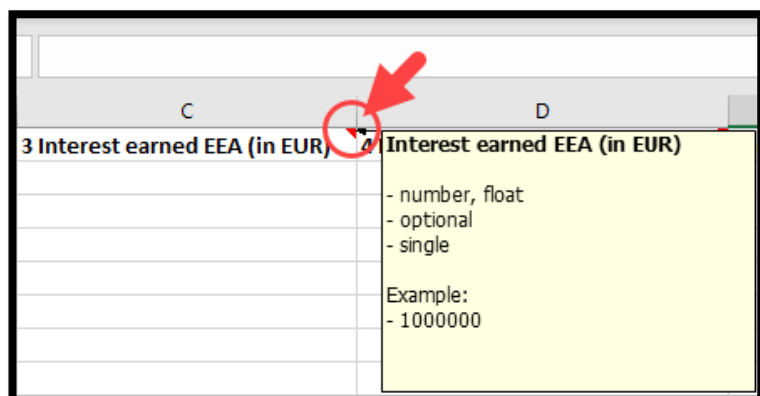 C D
3 Interest earned EEA (in EUR) 4
Interest earned EEA (in EUR)
- number, float
- optional
- single
Example:
- 1000000